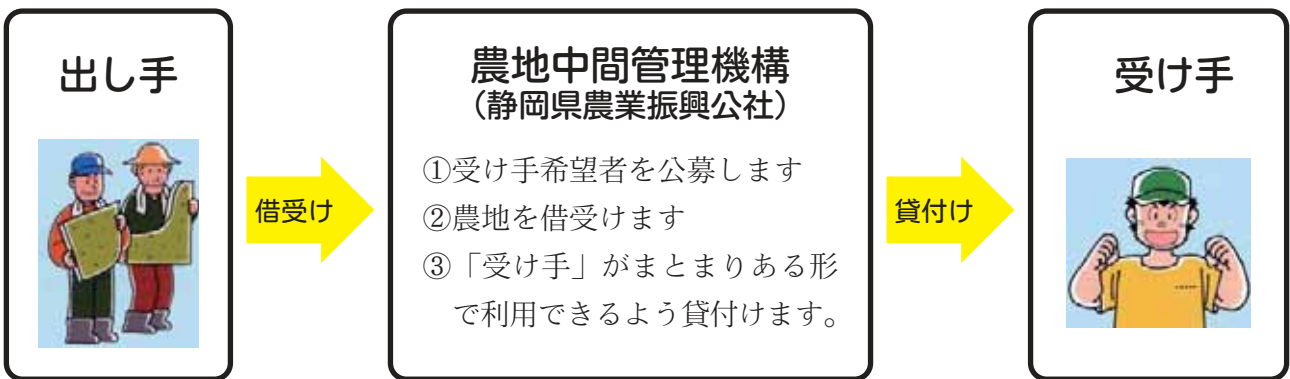 出し手
借受け
農地中間管理機構
（静岡県農業振興公社）
①受け手希望者を公募します
②農地を借受けます
③「受け手」がまとまりある形
で利用できるよう貸付けます。
貸付け
受け手